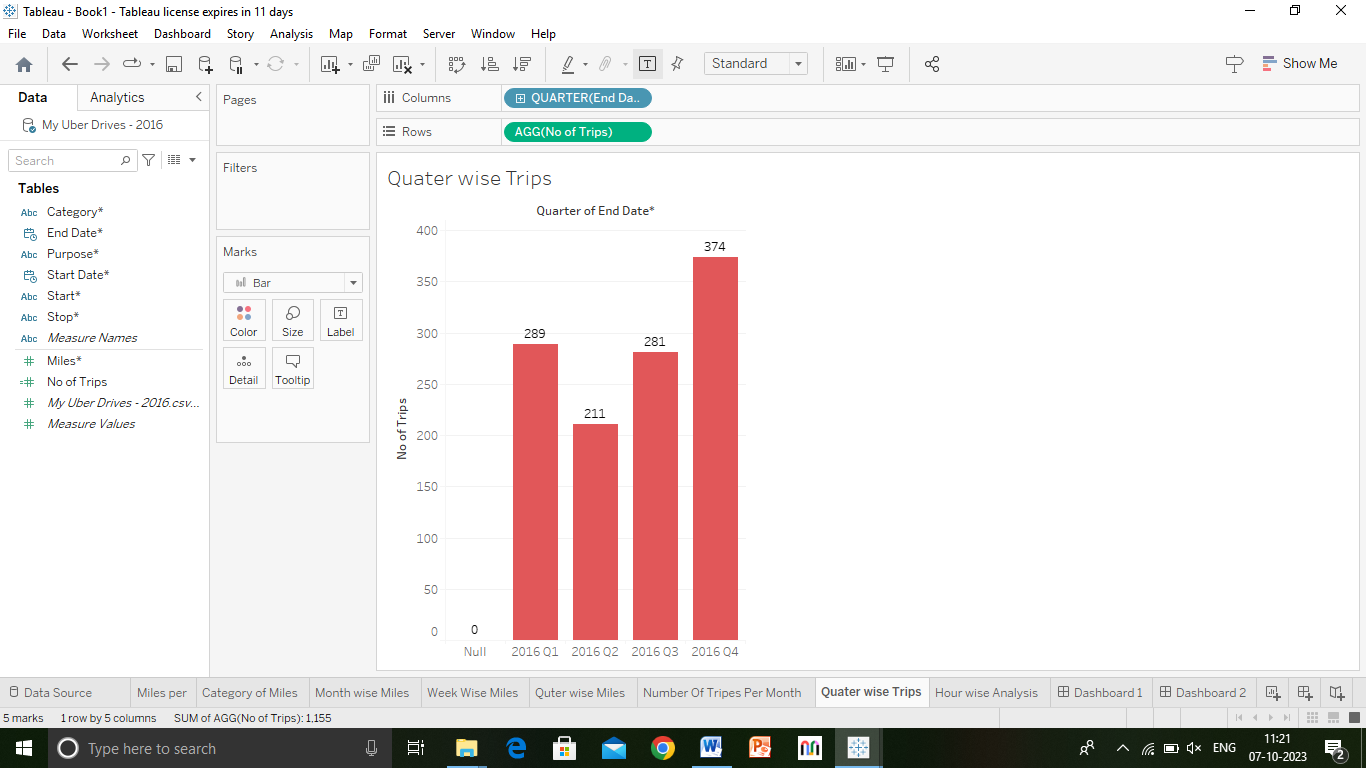 Tableau - Book1 - Tableau license expires in 11 days
File Data Worksheet Dashboard Story Analysis Map Format Server Window Help
Standard
Show Me
Data Analytics
My Uber Drives - 2016
Search
Tables
Abc Category*
End Date*
Abc Purpose*
Start Date*
Abc Start*
Abc Stop*
Abc Measure Names
Miles*
No of Trips
My Uber Drives - 2016.csv...
Measure Values
Pages
Filters
Marks
Bar
Color Size Label
Detail Tooltip
Columns QUARTER(End Da..
Rows AGG(No of Trips)
Quater wise Trips
Quarter of End Date*
No of Trips
400
350
300
250
200
150
100
50
0
0 289 211 281 374
Null 2016 Q1 2016 Q2 2016 Q3 2016 Q4
Data Source Miles per Category of Miles Month wise Miles Week Wise Miles Quter wise Miles Number Of Tripes Per Month Quater wise Trips Hour wise Analysis Dashboard 1 Dashboard 2
5 marks 1 row by 5 columns SUM of AGG(No of Trips): 1,155
Type here to search
ENG
11:21
07-10-2023
2